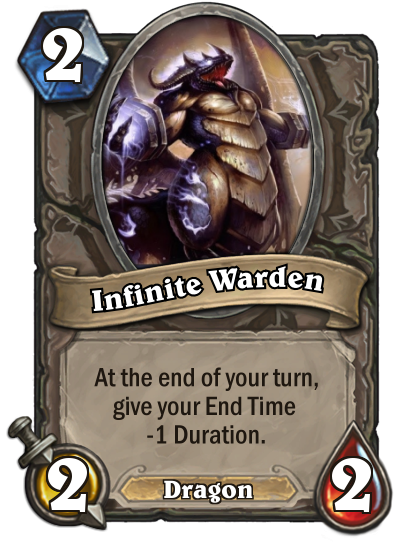 2
Infinite Warden
At the end of your turn,
give your End Time
-1 Duration.
2
Dragon
2